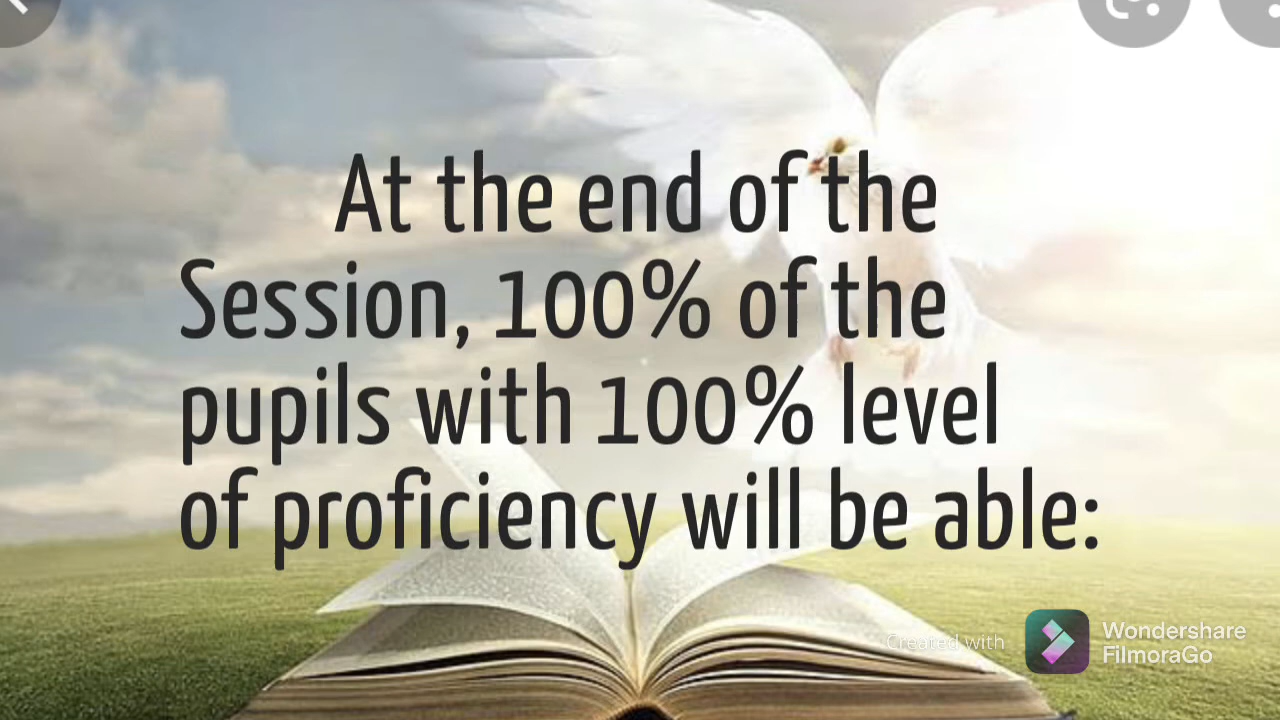 At the end of the
Session, 100% of the
pupils with 100% level
of proficiency will be able:
Created with
Wondershare
FilmoraGo